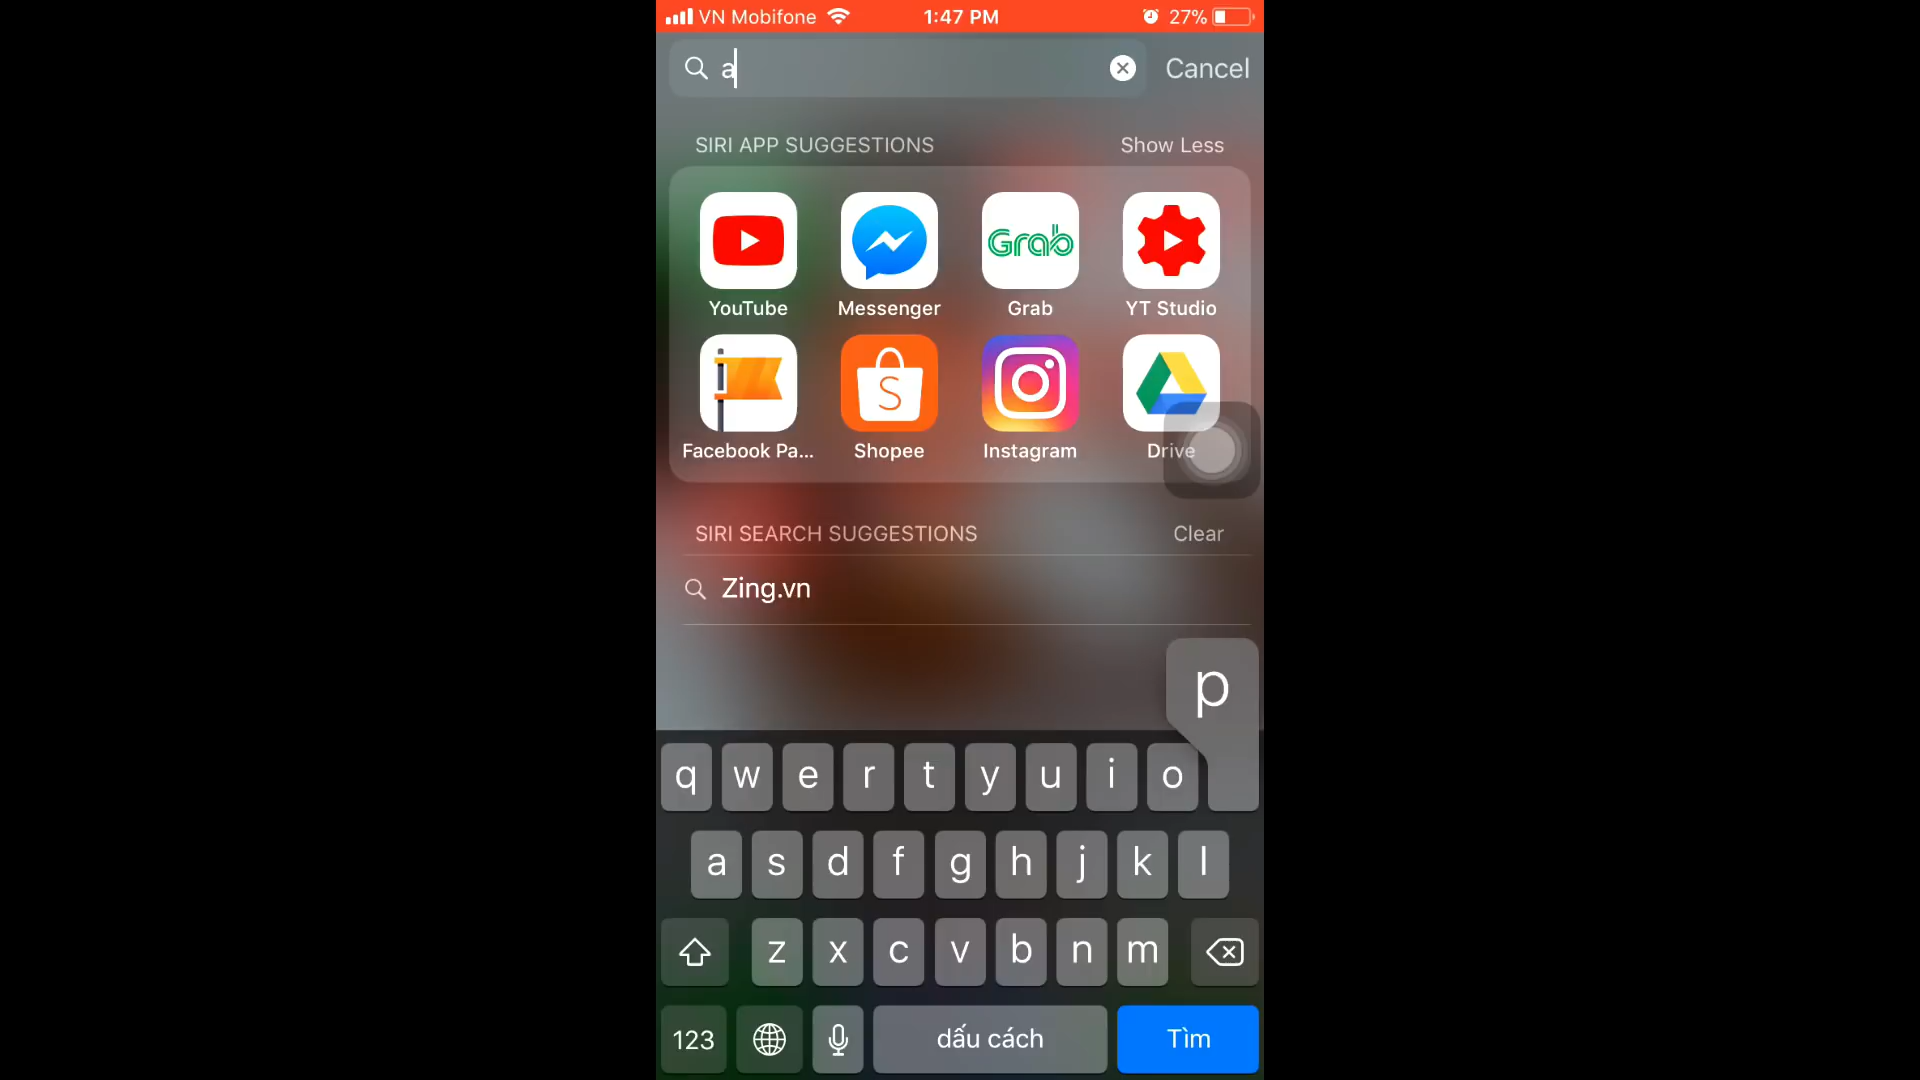 VN Mobifone 1:47 PM 27%
a Cancel
SIRI APP SUGGESTIONS Show Less
Grab
YouTube Messenger Grab YT Studio
S
Facebook Pa... Shopee Instagram Drive
SIRI SEARCH SUGGESTIONS Clear
Zing.vn
p
q w e r t y u i o
a s d f g h j k l
z x c v b n m
123 dấu cách Tìm